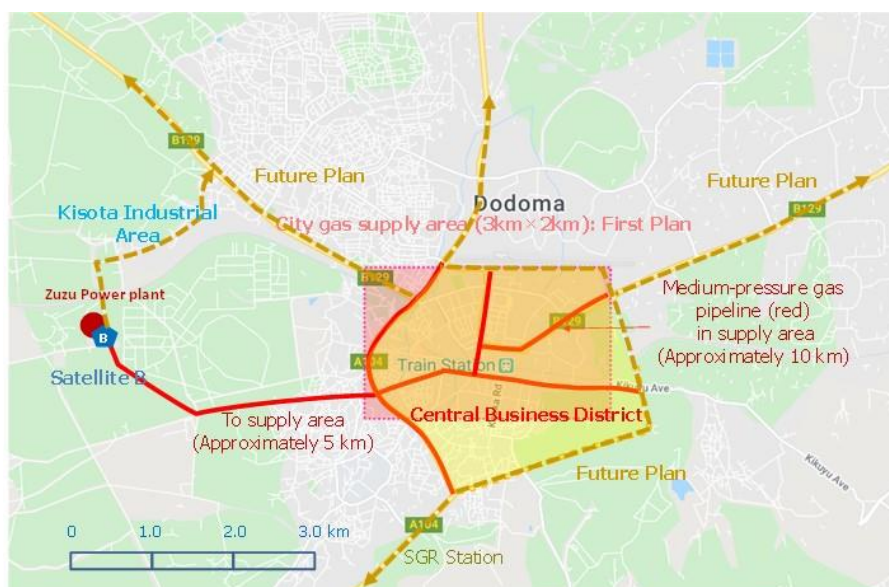 B129
Future Plan
Future Plan
Dodoma
Kisota Industrial
Area
B129
City gas supply area (3km×2km): First Plan
B129
Zuzu Power plant
Medium-pressure gas
pipeline (red)
in supply area
(Approximately 10 km)
B129
B
A104
Train Station
Satellite B
Kikuyu Ave
To supply area
(Approximately 5 km)
Central Business District
Future Plan
Kikuyu Ave
A104
0 1.0 2.0 3.0 km
SGR Station